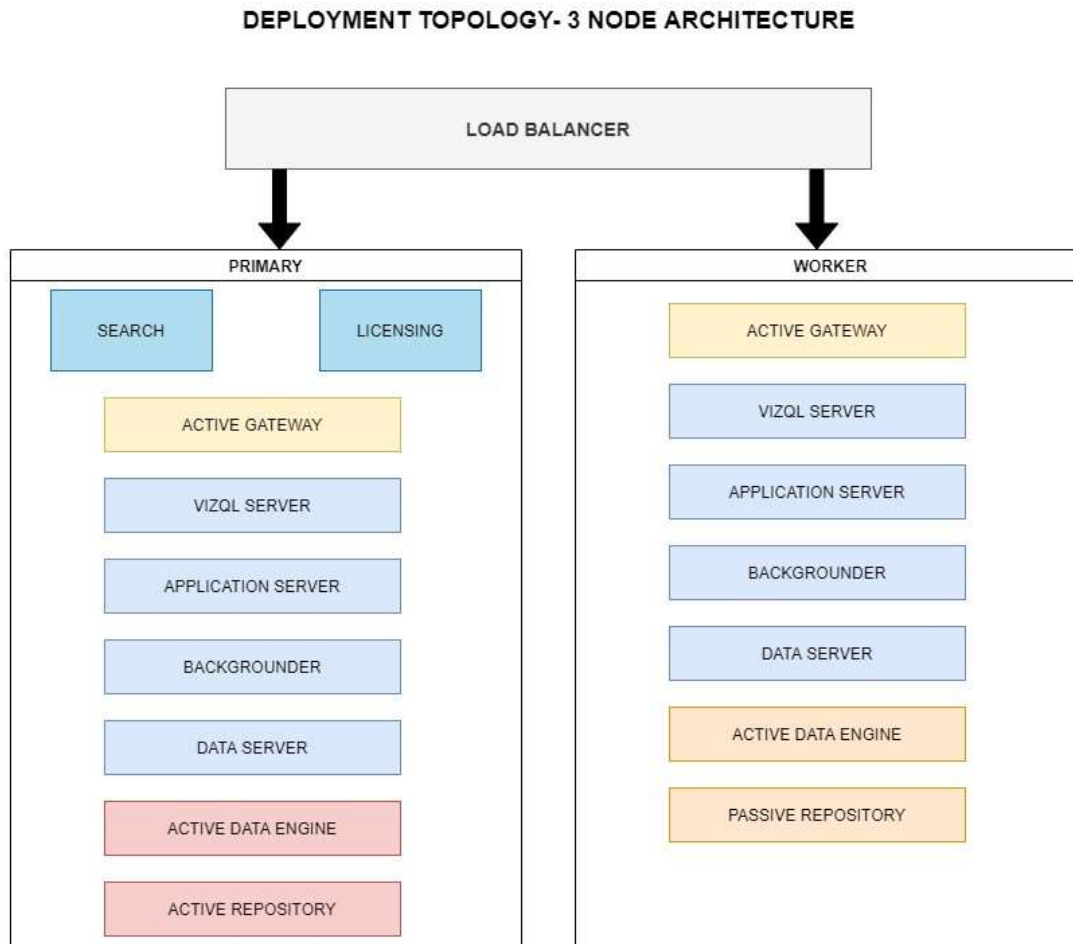 DEPLOYMENT TOPOLOGY- 3 NODE ARCHITECTURE
LOAD BALANCER
PRIMARY
SEARCH
LICENSING
ACTIVE GATEWAY
VIZQL SERVER
APPLICATION SERVER
BACKGROUNDER
DATA SERVER
ACTIVE DATA ENGINE
ACTIVE REPOSITORY
WORKER
ACTIVE GATEWAY
VIZQL SERVER
APPLICATION SERVER
BACKGROUNDER
DATA SERVER
ACTIVE DATA ENGINE
PASSIVE REPOSITORY